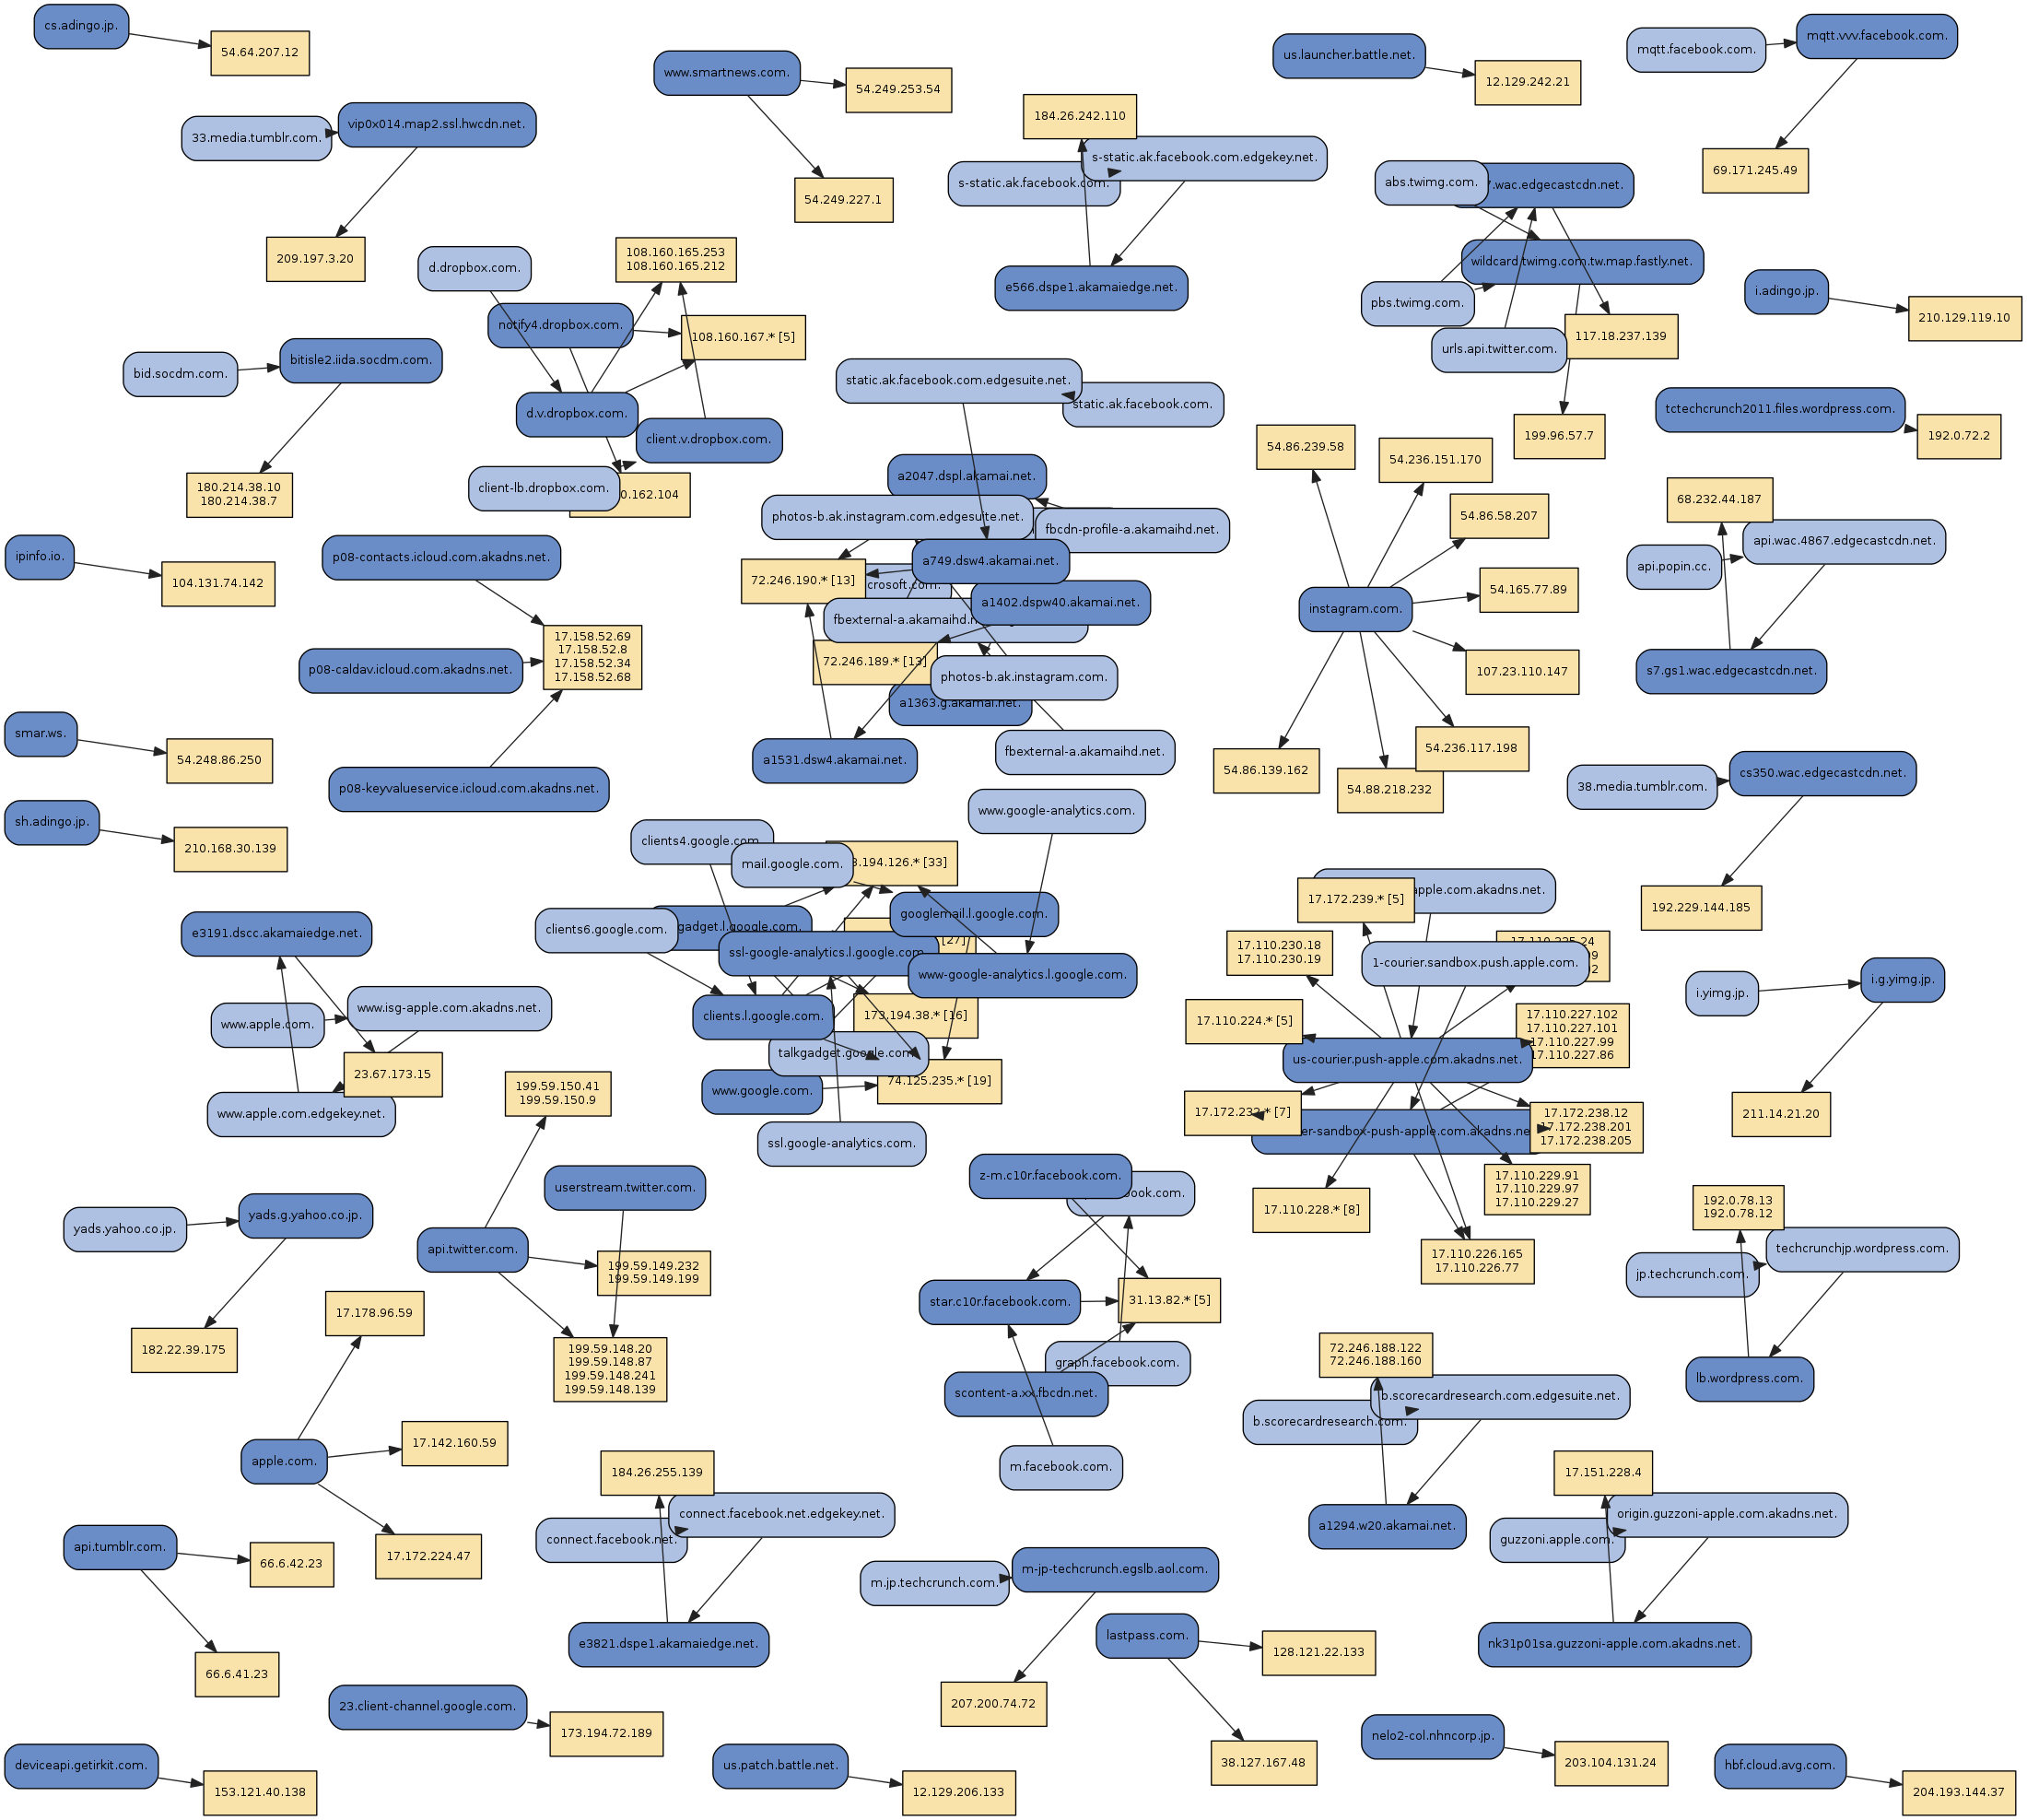 cs.adingo.jp.
54.64.207.12
www.smartnews.com.
54.249.253.54
54.249.227.1
us.launcher.battle.net.
12.129.242.21
mqtt.facebook.com.
mqtt.vvv.facebook.com.
69.171.245.49
33.media.tumblr.com.
vip0x014.map2.ssl.hwcdn.net.
209.197.3.20
184.26.242.110
s-static.ak.facebook.com.edgekey.net.
s-static.ak.facebook.com.
e566.dspe1.akamaiedge.net.
abs.twimg.com.
.wac.edgecastcdn.net.
wildcard.twimg.com.tw.map.fastly.net.
pbs.twimg.com.
urls.api.twitter.com.
117.18.237.139
199.96.57.7
i.adingo.jp.
210.129.119.10
d.dropbox.com.
108.160.165.253
108.160.165.212
notify4.dropbox.com.
108.160.167.* [5]
d.v.dropbox.com.
client.v.dropbox.com.
client-lb.dropbox.com.
0.162.104
bid.socdm.com.
bitisle2.iida.socdm.com.
180.214.38.10
180.214.38.7
static.ak.facebook.com.edgesuite.net.
static.ak.facebook.com.
tctechcrunch2011.files.wordpress.com.
192.0.72.2
a2047.dspl.akamai.net.
photos-b.ak.instagram.com.edgesuite.net.
fbcdn-profile-a.akamaihd.net.
a749.dsw4.akamai.net.
72.246.190.* [13]
crosoft.com.
a1402.dspw40.akamai.net.
fbexternal-a.akamaihd.n
72.246.189.* [13]
photos-b.ak.instagram.com.
a1363.g.akamai.net.
fbexternal-a.akamaihd.net.
a1531.dsw4.akamai.net.
54.86.239.58
54.236.151.170
54.86.58.207
54.165.77.89
instagram.com.
107.23.110.147
54.236.117.198
54.86.139.162
54.88.218.232
68.232.44.187
api.wac.4867.edgecastcdn.net.
api.popin.cc.
s7.gs1.wac.edgecastcdn.net.
ipinfo.io.
104.131.74.142
p08-contacts.icloud.com.akadns.net.
17.158.52.69
17.158.52.8
17.158.52.34
17.158.52.68
p08-caldav.icloud.com.akadns.net.
p08-keyvalueservice.icloud.com.akadns.net.
smar.ws.
54.248.86.250
38.media.tumblr.com.
cs350.wac.edgecastcdn.net.
192.229.144.185
sh.adingo.jp.
210.168.30.139
www.google-analytics.com.
clients4.google.com.
mail.google.com.
.194.126.* [33]
googlemail.l.google.com.
clients6.google.com.
gadget.l.google.com.
[27]
ssl-google-analytics.l.google.com.
www-google-analytics.l.google.com.
clients.l.google.com.
173.194.38.* [16]
talkgadget.google.com.
www.google.com.
74.125.235.* [19]
ssl.google-analytics.com.
e3191.dscc.akamaiedge.net.
www.apple.com.
www.isg-apple.com.akadns.net.
23.67.173.15
www.apple.com.edgekey.net.
apple.com.akadns.net.
17.172.239.* [5]
17.110.230.18
17.110.230.19
17.110.225.24
1-courier.sandbox.push.apple.com.
17.110.224.* [5]
17.110.227.102
17.110.227.101
17.110.227.99
17.110.227.86
us-courier.push-apple.com.akadns.net.
17.172.232.* [7]
er-sandbox-push-apple.com.akadns.ne
17.172.238.12
17.172.238.201
17.172.238.205
17.110.229.91
17.110.229.97
17.110.229.27
17.110.228.* [8]
17.110.226.165
17.110.226.77
i.yimg.jp.
i.g.yimg.jp.
211.14.21.20
199.59.150.41
199.59.150.9
userstream.twitter.com.
api.twitter.com.
199.59.149.232
199.59.149.199
199.59.148.20
199.59.148.87
199.59.148.241
199.59.148.139
yads.yahoo.co.jp.
yads.g.yahoo.co.jp.
182.22.39.175
z-m.c10r.facebook.com.
book.com.
star.c10r.facebook.com.
31.13.82.* [5]
graph.facebook.com.
scontent-a.xx.fbcdn.net.
m.facebook.com.
192.0.78.13
192.0.78.12
techcrunchjp.wordpress.com.
jp.techcrunch.com.
lb.wordpress.com.
17.178.96.59
17.142.160.59
apple.com.
17.172.224.47
72.246.188.122
72.246.188.160
b.scorecardresearch.com.edgesuite.net.
b.scorecardresearch.com.
a1294.w20.akamai.net.
184.26.255.139
connect.facebook.net.edgekey.net.
connect.facebook.net.
e3821.dspe1.akamaiedge.net.
17.151.228.4
origin.guzzoni-apple.com.akadns.net.
guzzoni.apple.com.
nk31p01sa.guzzoni-apple.com.akadns.net.
api.tumblr.com.
66.6.42.23
66.6.41.23
m.jp.techcrunch.com.
m-jp-techcrunch.egslb.aol.com.
207.200.74.72
lastpass.com.
128.121.22.133
38.127.167.48
23.client-channel.google.com.
173.194.72.189
deviceapi.getirkit.com.
153.121.40.138
us.patch.battle.net.
12.129.206.133
nelo2-col.nhncorp.jp.
203.104.131.24
hbf.cloud.avg.com.
204.193.144.37